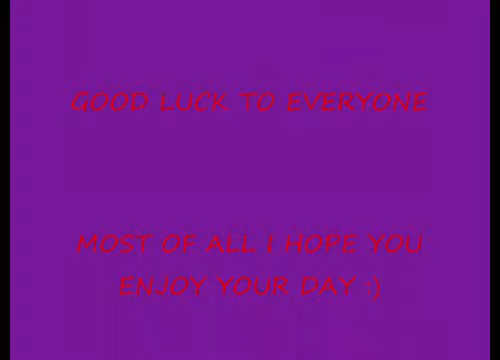 GOOD LUCK TO EVERYONE
MOST OF ALL I HOPE YOU
ENJOY YOUR DAY :)